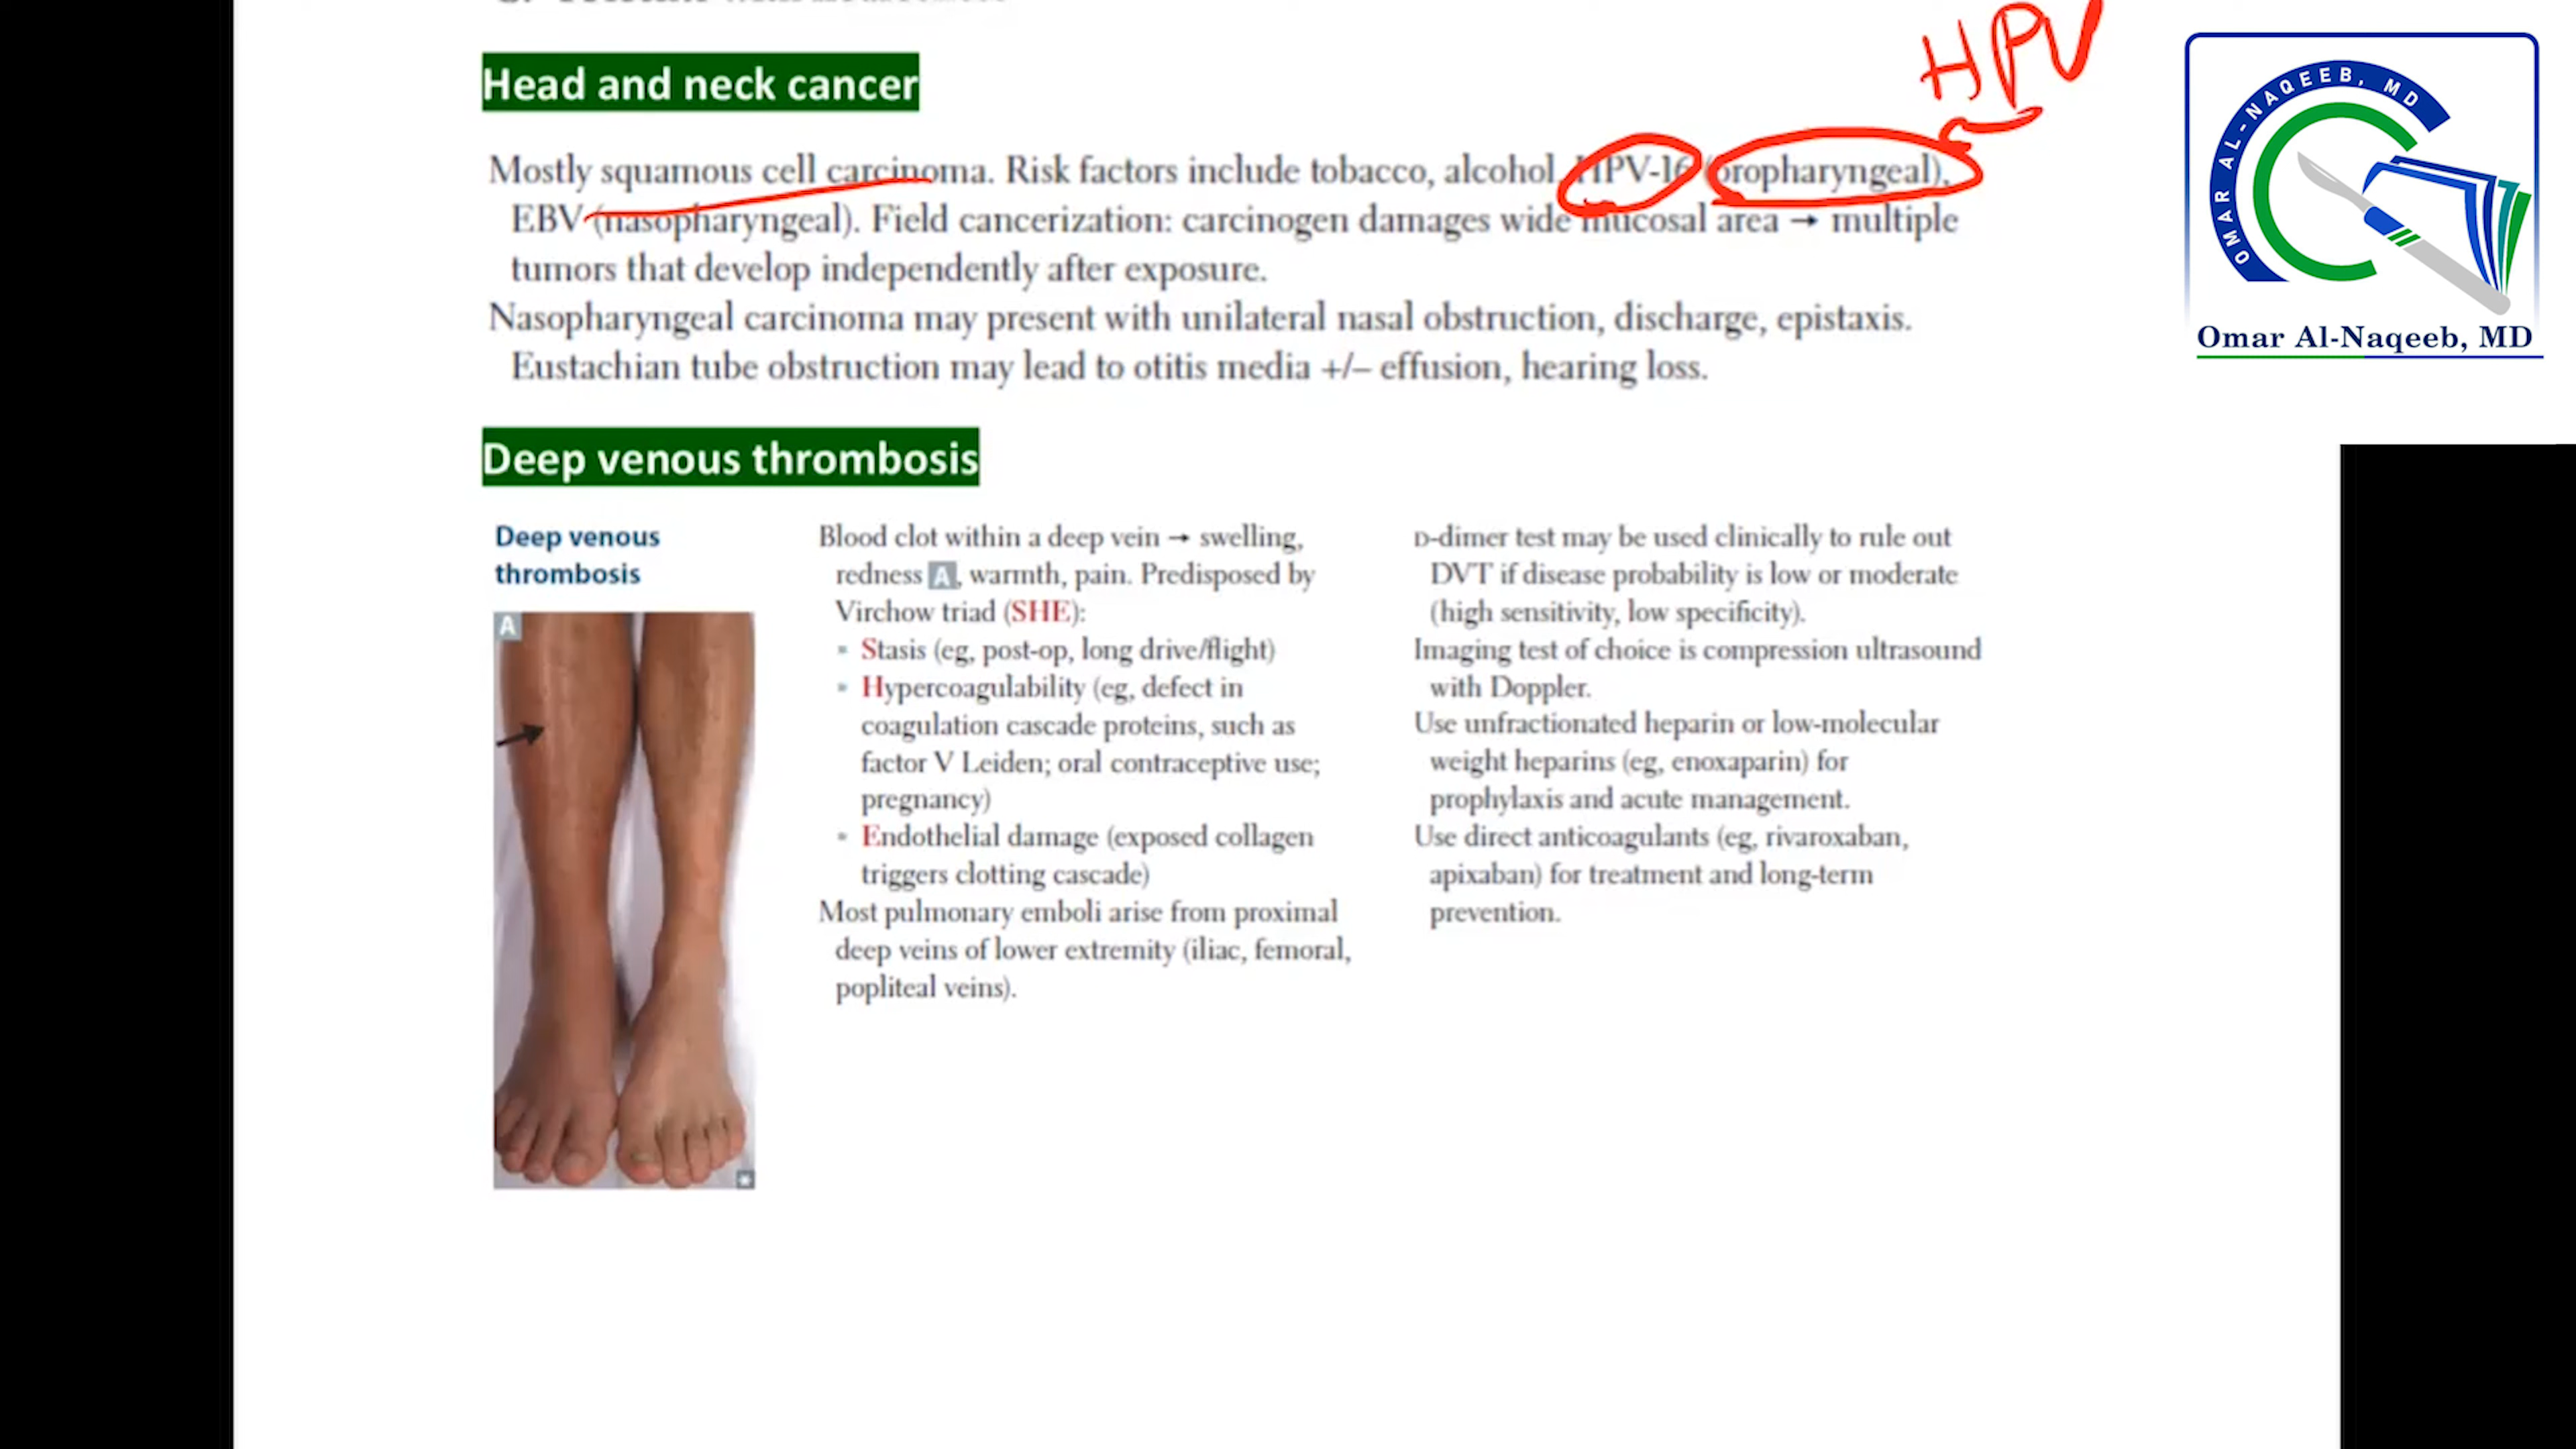 HPV
Head and neck cancer
Mostly squamous cell carcinoma. Risk factors include tobacco, alcohol, HPV-16 (oropharyngeal),
EBV (nasopharyngeal). Field cancerization: carcinogen damages wide mucosal area → multiple
tumors that develop independently after exposure.
Nasopharyngeal carcinoma may present with unilateral nasal obstruction, discharge, epistaxis.
Eustachian tube obstruction may lead to otitis media +/– effusion, hearing loss.
OMAR AL-NAQEEB, MD
Omar Al-Naqeeb, MD
Deep venous thrombosis
Deep venous
thrombosis
A
Blood clot within a deep vein → swelling,
redness A, warmth, pain. Predisposed by
Virchow triad (SHE):
▪ Stasis (eg, post-op, long drive/flight)
▪ Hypercoagulability (eg, defect in
coagulation cascade proteins, such as
factor V Leiden; oral contraceptive use;
pregnancy)
▪ Endothelial damage (exposed collagen
triggers clotting cascade)
Most pulmonary emboli arise from proximal
deep veins of lower extremity (iliac, femoral,
popliteal veins).
D-dimer test may be used clinically to rule out
DVT if disease probability is low or moderate
(high sensitivity, low specificity).
Imaging test of choice is compression ultrasound
with Doppler.
Use unfractionated heparin or low-molecular
weight heparins (eg, enoxaparin) for
prophylaxis and acute management.
Use direct anticoagulants (eg, rivaroxaban,
apixaban) for treatment and long-term
prevention.